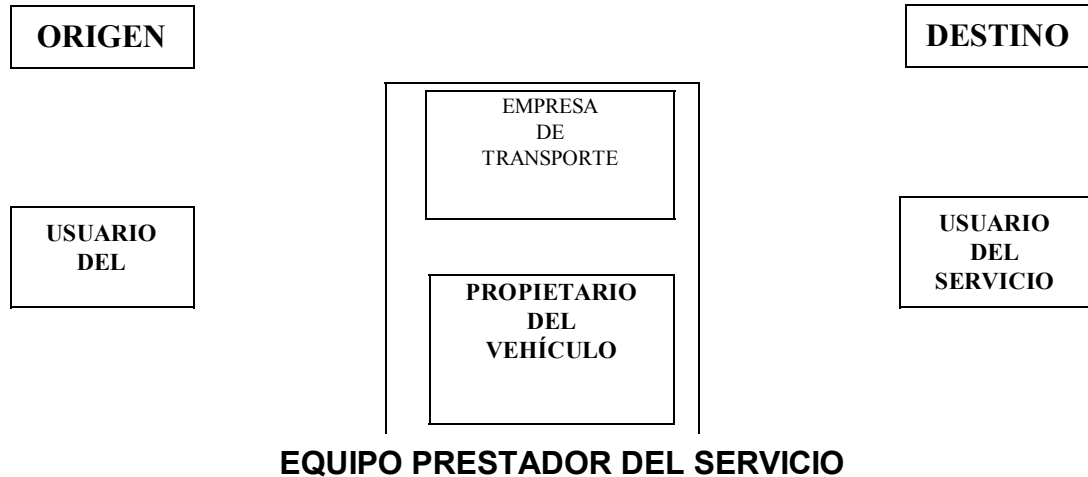 ORIGEN
DESTINO
EMPRESA
DE
TRANSPORTE
USUARIO
DEL
USUARIO
DEL
SERVICIO
PROPIETARIO
DEL
VEHÍCULO
EQUIPO PRESTADOR DEL SERVICIO